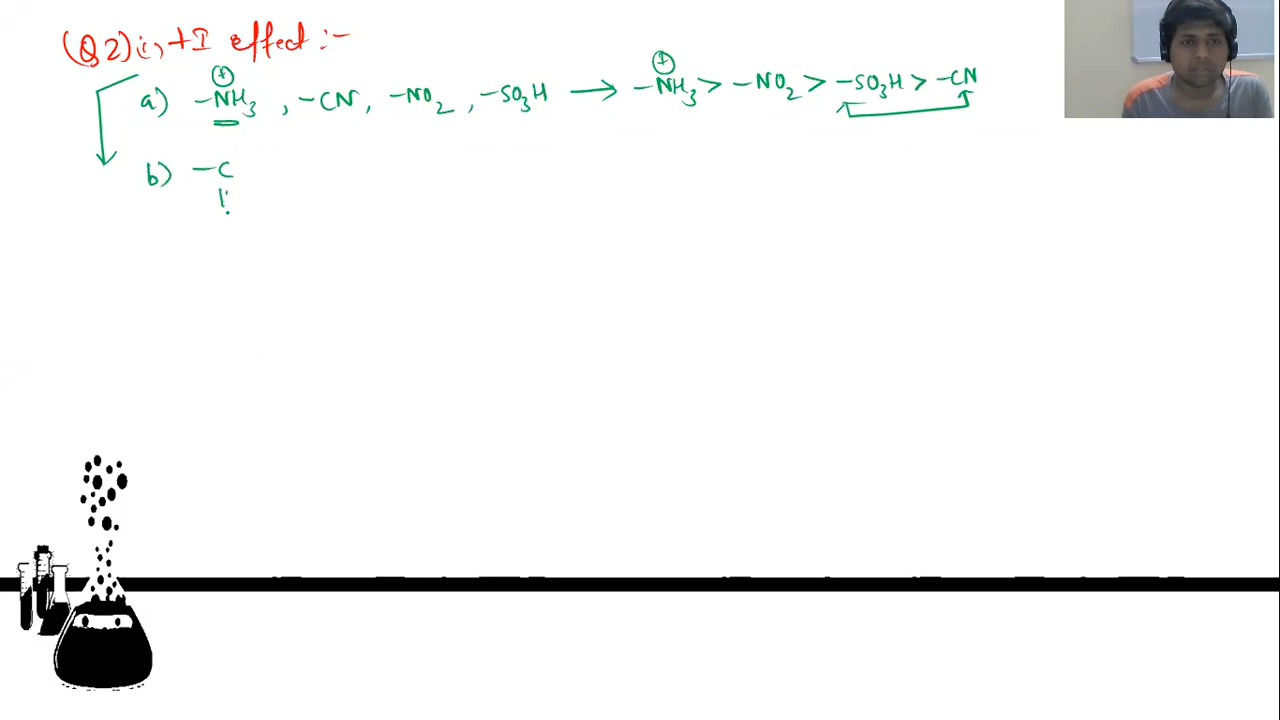 (Q2) i, +I effect :-
a) -NH₃⊕, -CN, -NO₂, -SO₃H → -NH₃⊕ > -NO₂ > -SO₃H > -CN
b) -C